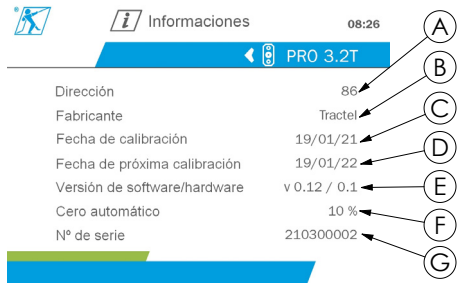 Informaciones 08:26 A
PRO 3.2T B
Dirección 86
Fabricante Tractel C
Fecha de calibración 19/01/21
Fecha de próxima calibración 19/01/22 D
Versión de software/hardware v 0.12 / 0.1 E
Cero automático 10 % F
Nº de serie 210300002 G